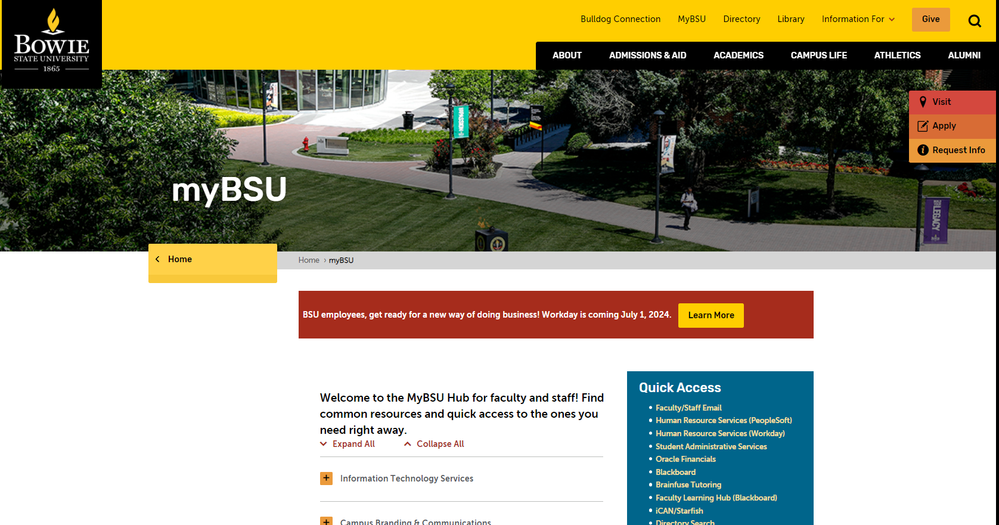 BOWIE
STATE UNIVERSITY
1865
Bulldog Connection
MyBSU
Directory
Library
Information For
Give
ABOUT
ADMISSIONS & AID
ACADEMICS
CAMPUS LIFE
ATHLETICS
ALUMNI
Visit
Apply
Request Info
PASSION
LEGACY
myBSU
Home
Home › myBSU
BSU employees, get ready for a new way of doing business! Workday is coming July 1, 2024.
Learn More
Welcome to the MyBSU Hub for faculty and staff! Find
common resources and quick access to the ones you
need right away.
Expand All
Collapse All
Information Technology Services
Campus Branding & Communications
Quick Access
• Faculty/Staff Email
• Human Resource Services (PeopleSoft)
• Human Resource Services (Workday)
• Student Administrative Services
• Oracle Financials
• Blackboard
• Brainfuse Tutoring
• Faculty Learning Hub (Blackboard)
• iCAN/Starfish
• Directory Search